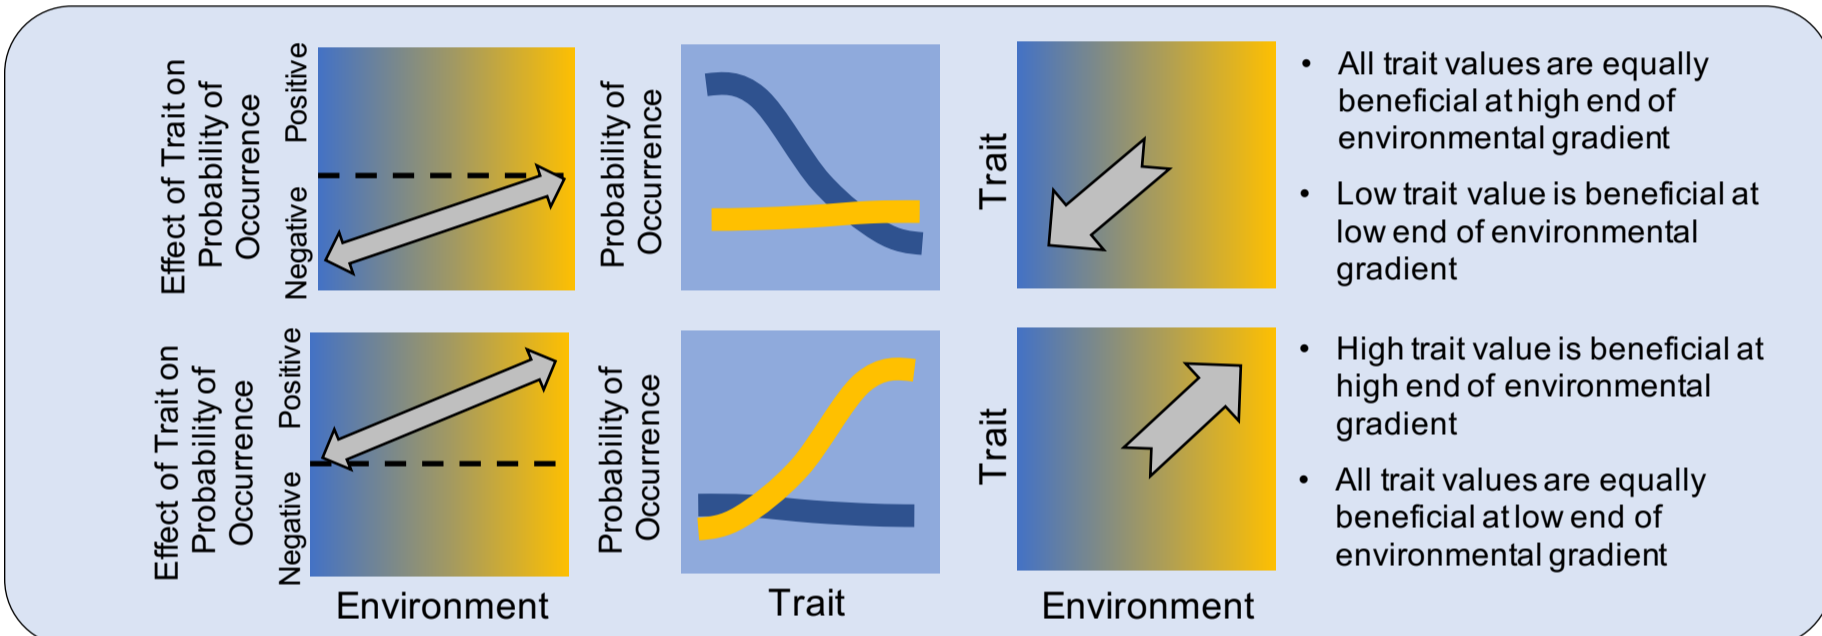 Effect of Trait on
Probability of
Occurrence
Negative
Positive
Probability of
Occurrence
Trait
• All trait values are equally
beneficial at high end of
environmental gradient
• Low trait value is beneficial at
low end of environmental
gradient
Effect of Trait on
Probability of
Occurrence
Negative
Positive
Probability of
Occurrence
Trait
• High trait value is beneficial at
high end of environmental
gradient
• All trait values are equally
beneficial at low end of
environmental gradient
Environment
Trait
Environment